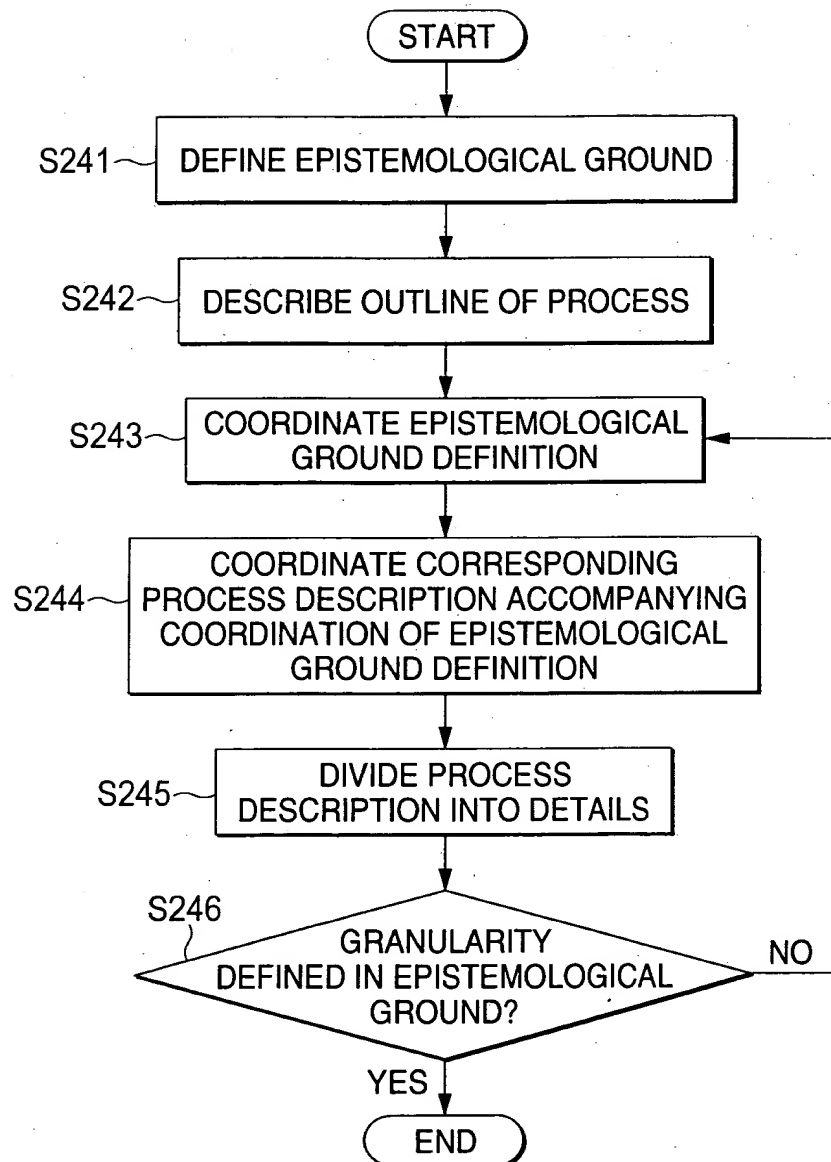 START
S241
DEFINE EPISTEMOLOGICAL GROUND
S242
DESCRIBE OUTLINE OF PROCESS
S243
COORDINATE EPISTEMOLOGICAL
GROUND DEFINITION
S244
COORDINATE CORRESPONDING
PROCESS DESCRIPTION ACCOMPANYING
COORDINATION OF EPISTEMOLOGICAL
GROUND DEFINITION
S245
DIVIDE PROCESS
DESCRIPTION INTO DETAILS
S246
GRANULARITY
DEFINED IN EPISTEMOLOGICAL
GROUND?
NO
YES
END